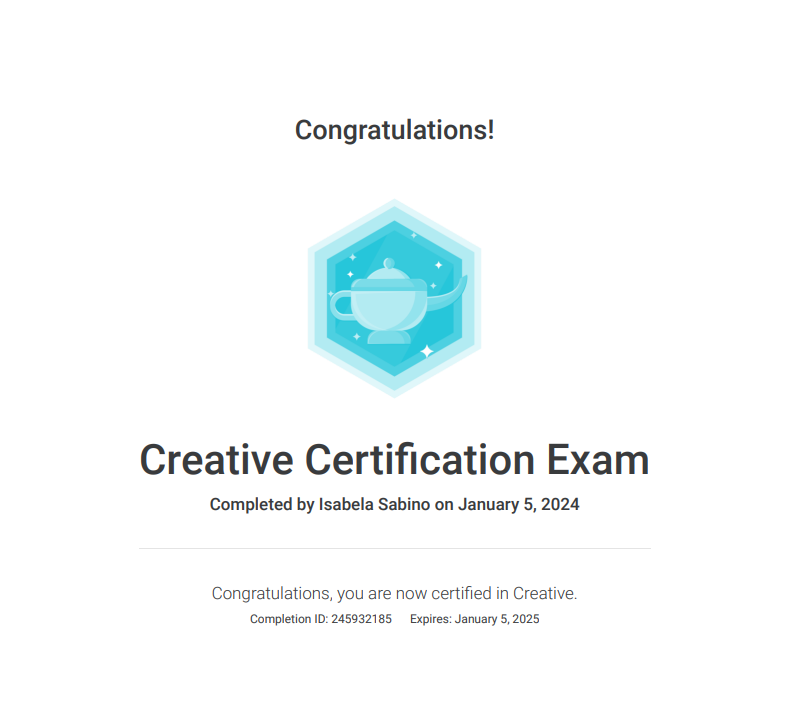 Congratulations!
Creative Certification Exam
Completed by Isabela Sabino on January 5, 2024
Congratulations, you are now certified in Creative.
Completion ID: 245932185 Expires: January 5, 2025